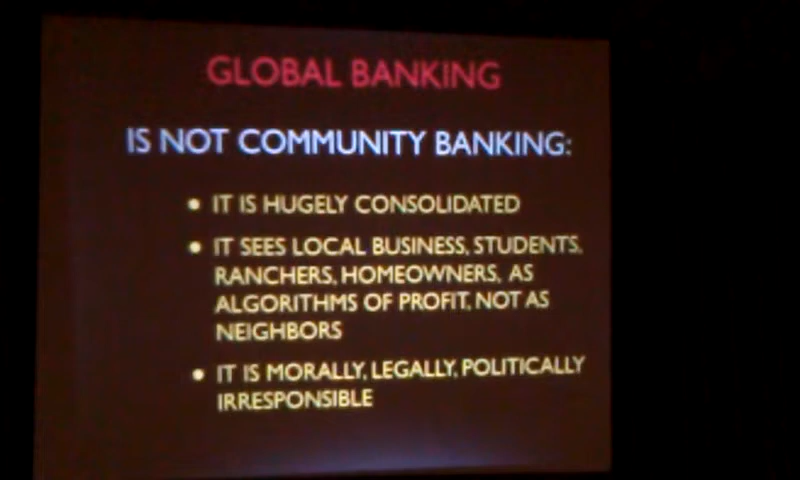 GLOBAL BANKING
IS NOT COMMUNITY BANKING:
• IT IS HUGELY CONSOLIDATED
• IT SEES LOCAL BUSINESS, STUDENTS,
RANCHERS, HOMEOWNERS, AS
ALGORITHMS OF PROFIT, NOT AS
NEIGHBORS
• IT IS MORALLY, LEGALLY, POLITICALLY
IRRESPONSIBLE